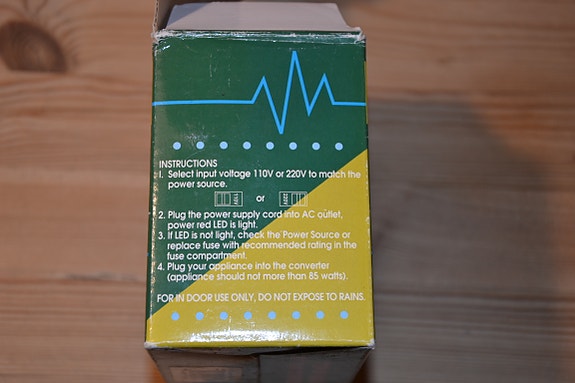 INSTRUCTIONS
1. Select input voltage 110V or 220V to match the
power source.
or
2. Plug the power supply cord into AC outlet,
power red LED is light.
3. If LED is not light, check the Power Source or
replace fuse with recommended rating in the
fuse compartment.
4. Plug your appliance into the converter
(appliance should not more than 85 watts).
FOR IN DOOR USE ONLY, DO NOT EXPOSE TO RAINS.